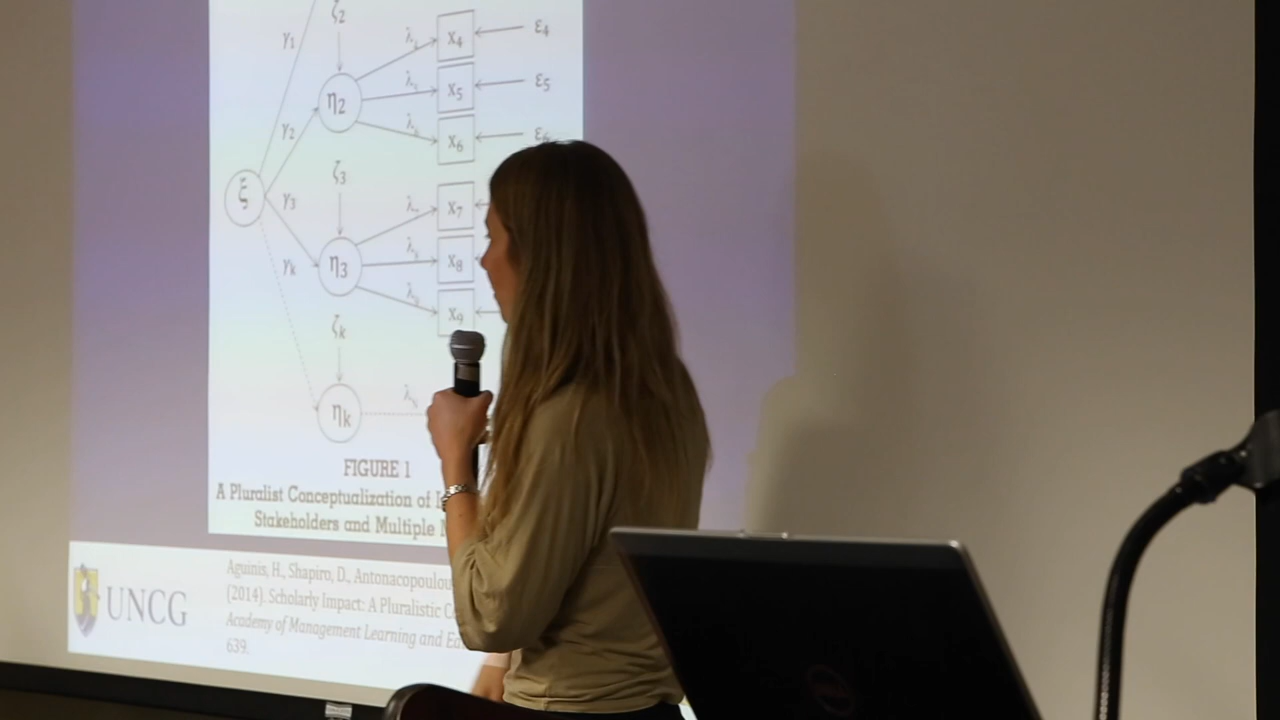 ζ2
γ1
λ
x4
ε4
η2
λ
x5
ε5
γ2
λ
x6
ζ3
ξ
γ3
λ
x7
η3
λ
x8
γk
λ
x9
ζk
ηk
λ
FIGURE 1
A Pluralist Conceptualization of
Stakeholders and Multiple
UNCG
Aguinis, H., Shapiro, D., Antonacopoulou
(2014). Scholarly Impact: A Pluralistic
Academy of Management Learning and
639.